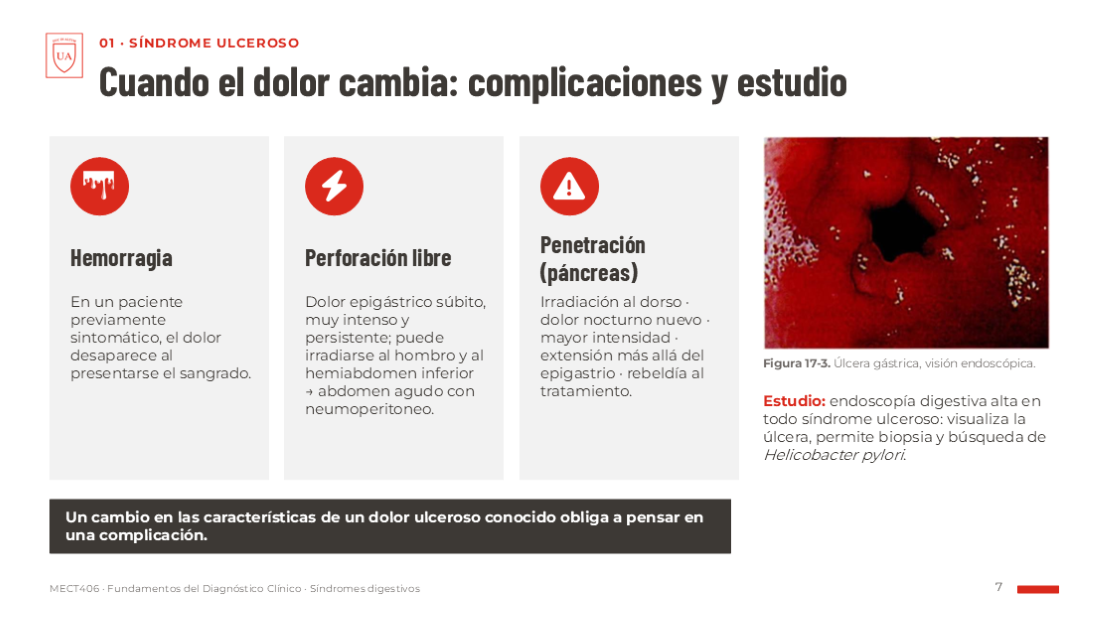 UA
01 · SÍNDROME ULCEROSO
Cuando el dolor cambia: complicaciones y estudio
Hemorragia
En un paciente
previamente
sintomático, el dolor
desaparece al
presentarse el sangrado.
Perforación libre
Dolor epigástrico súbito,
muy intenso y
persistente; puede
irradiarse al hombro y al
hemiabdomen inferior
→ abdomen agudo con
neumoperitoneo.
Penetración
(páncreas)
Irradiación al dorso ·
dolor nocturno nuevo ·
mayor intensidad ·
extensión más allá del
epigastrio · rebeldía al
tratamiento.
Figura 17-3. Úlcera gástrica, visión endoscópica.
Estudio: endoscopía digestiva alta en
todo síndrome ulceroso: visualiza la
úlcera, permite biopsia y búsqueda de
Helicobacter pylori.
Un cambio en las características de un dolor ulceroso conocido obliga a pensar en
una complicación.
MECT406 · Fundamentos del Diagnóstico Clínico · Síndromes digestivos
7